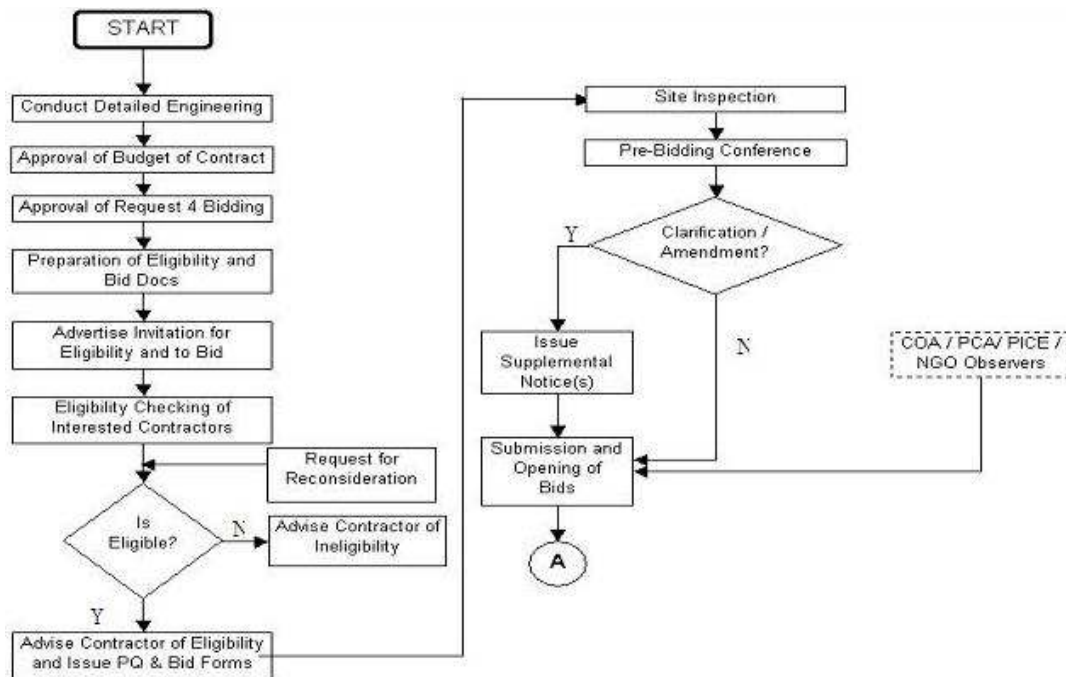 START
Conduct Detailed Engineering
Approval of Budget of Contract
Approval of Request 4 Bidding
Preparation of Eligibility and
Bid Docs
Advertise Invitation for
Eligibility and to Bid
Eligibility Checking of
Interested Contractors
Request for
Reconsideration
Is
Eligible?
N
Advise Contractor of
Ineligibility
Y
Advise Contractor of Eligibility
and Issue PQ & Bid Forms
Site Inspection
Pre-Bidding Conference
Clarification /
Amendment?
Y
N
Issue
Supplemental
Notice(s)
COA / PCA/ PICE /
NGO Observers
Submission and
Opening of
Bids
A